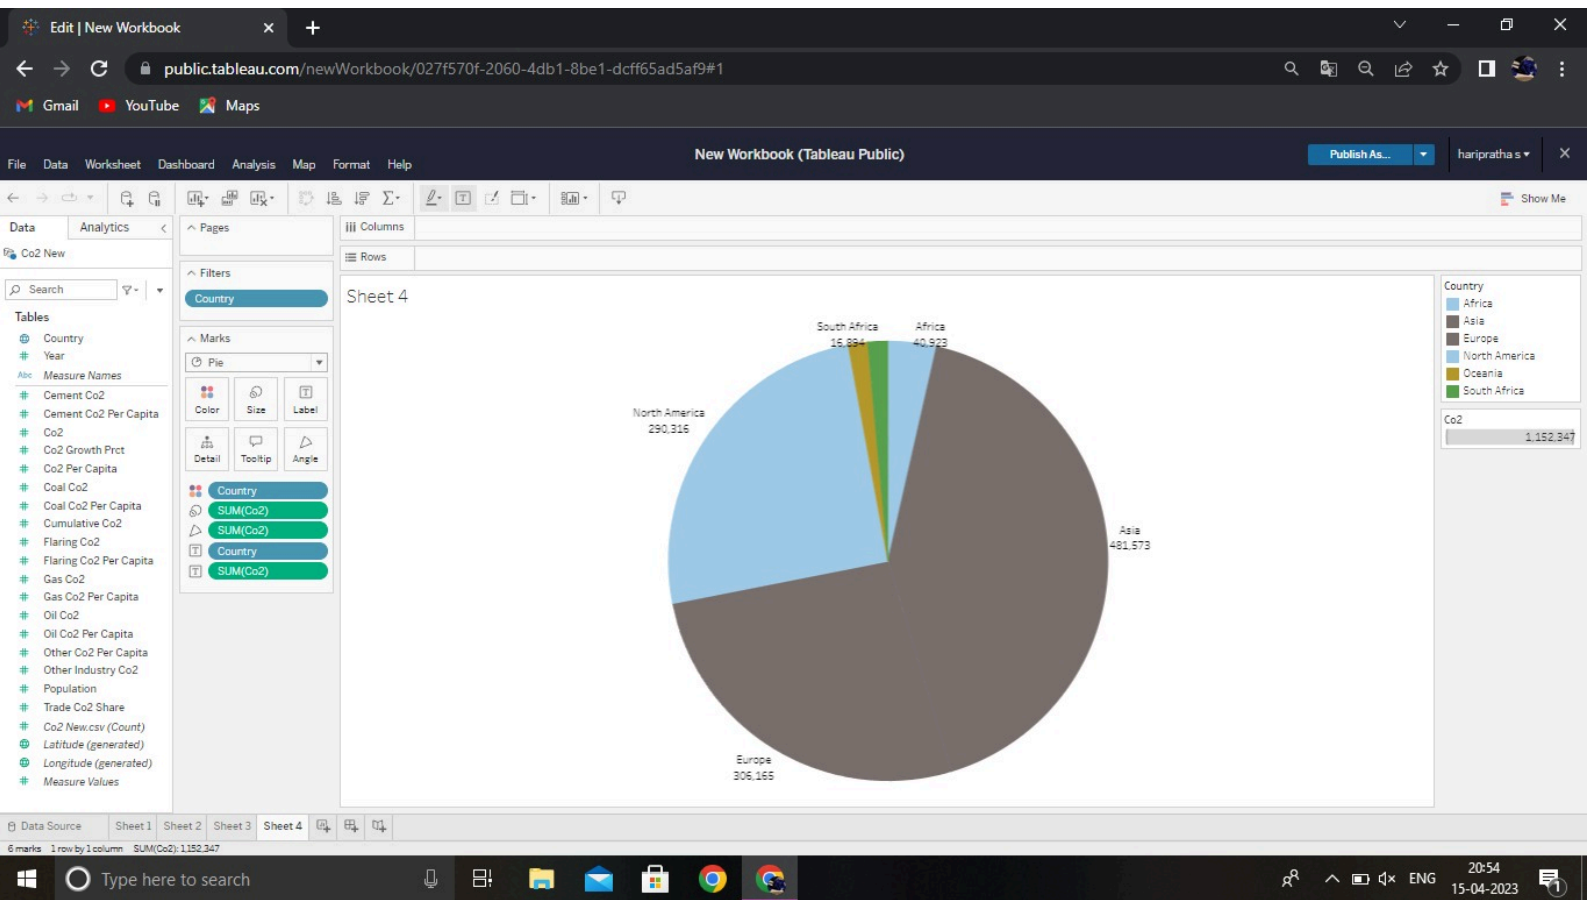 Edit | New Workbook
public.tableau.com/newWorkbook/027f570f-2060-4db1-8be1-dcff65ad5af9#1
Gmail YouTube Maps
File Data Worksheet Dashboard Analysis Map Format Help
New Workbook (Tableau Public)
Publish As...
haripratha s
Show Me
Data Analytics
Co2 New
Search
Tables
Country
Year
Abc Measure Names
Cement Co2
Cement Co2 Per Capita
Co2
Co2 Growth Prct
Co2 Per Capita
Coal Co2
Coal Co2 Per Capita
Cumulative Co2
Flaring Co2
Flaring Co2 Per Capita
Gas Co2
Gas Co2 Per Capita
Oil Co2
Oil Co2 Per Capita
Other Co2 Per Capita
Other Industry Co2
Population
Trade Co2 Share
Co2 New.csv (Count)
Latitude (generated)
Longitude (generated)
Measure Values
Pages
Filters
Country
Marks
Pie
Color Size Label
Detail Tooltip Angle
Country
SUM(Co2)
SUM(Co2)
Country
SUM(Co2)
Columns
Rows
Sheet 4
South Africa
16,894
Africa
40,923
North America
290,316
Asia
481,573
Europe
306,165
Country
Africa
Asia
Europe
North America
Oceania
South Africa
Co2
1,152,347
Data Source Sheet 1 Sheet 2 Sheet 3 Sheet 4
6 marks 1 row by 1 column SUM(Co2): 1,152,347
Type here to search
ENG
20:54
15-04-2023
1